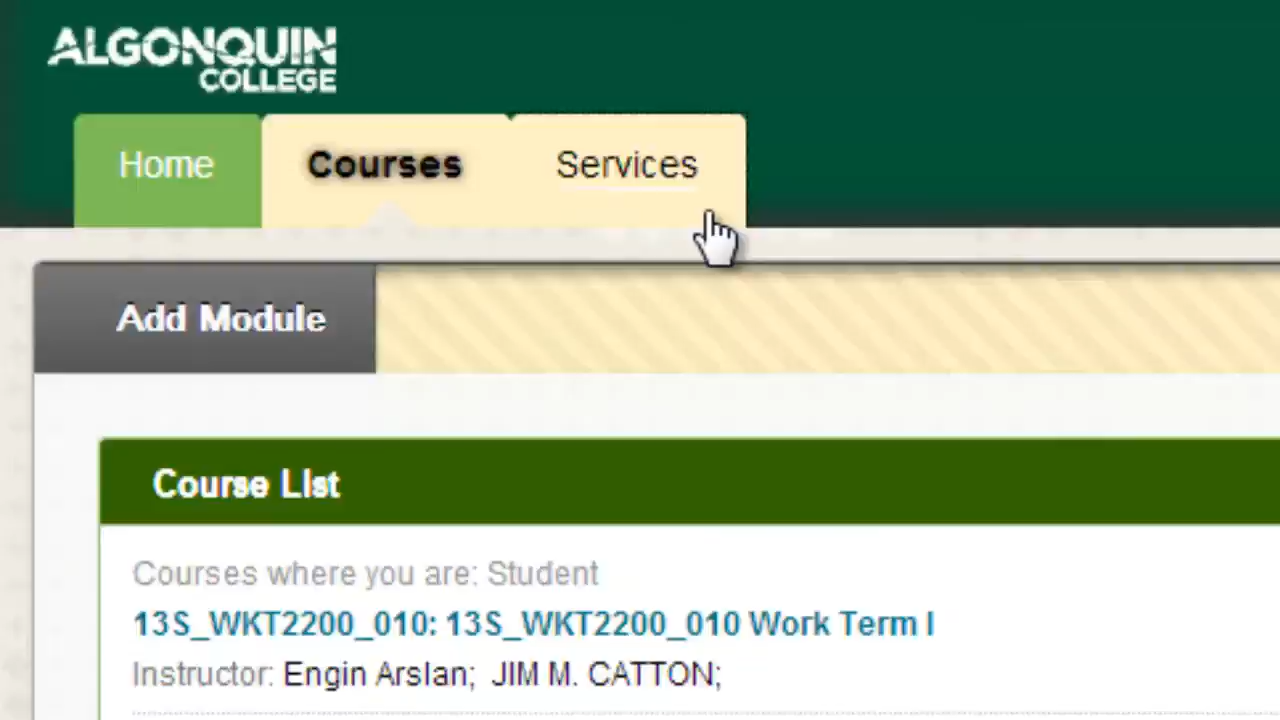 ALGONQUIN
COLLEGE
Home Courses Services
Add Module
Course List
Courses where you are: Student
13S_WKT2200_010: 13S_WKT2200_010 Work Term I
Instructor: Engin Arslan; JIM M. CATTON;